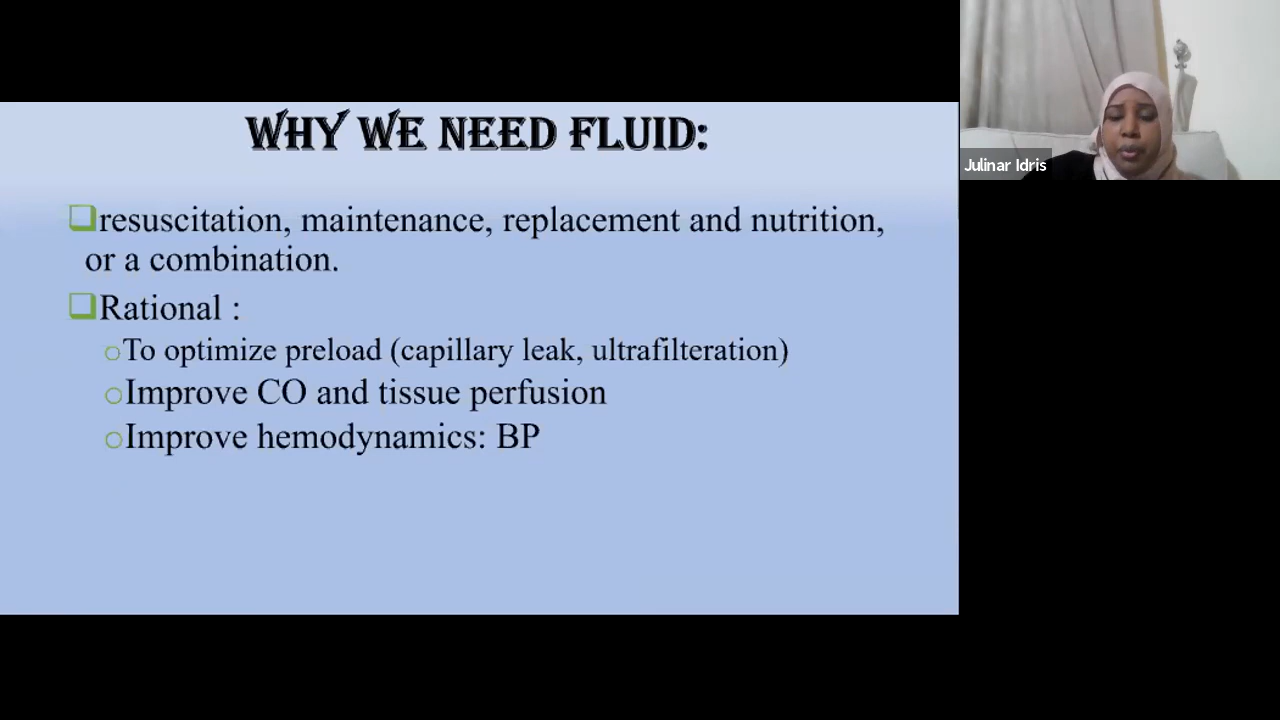 WHY WE NEED FLUID:
resuscitation, maintenance, replacement and nutrition,
or a combination.
Rational :
To optimize preload (capillary leak, ultrafilteration)
Improve CO and tissue perfusion
Improve hemodynamics: BP
Julinar Idris